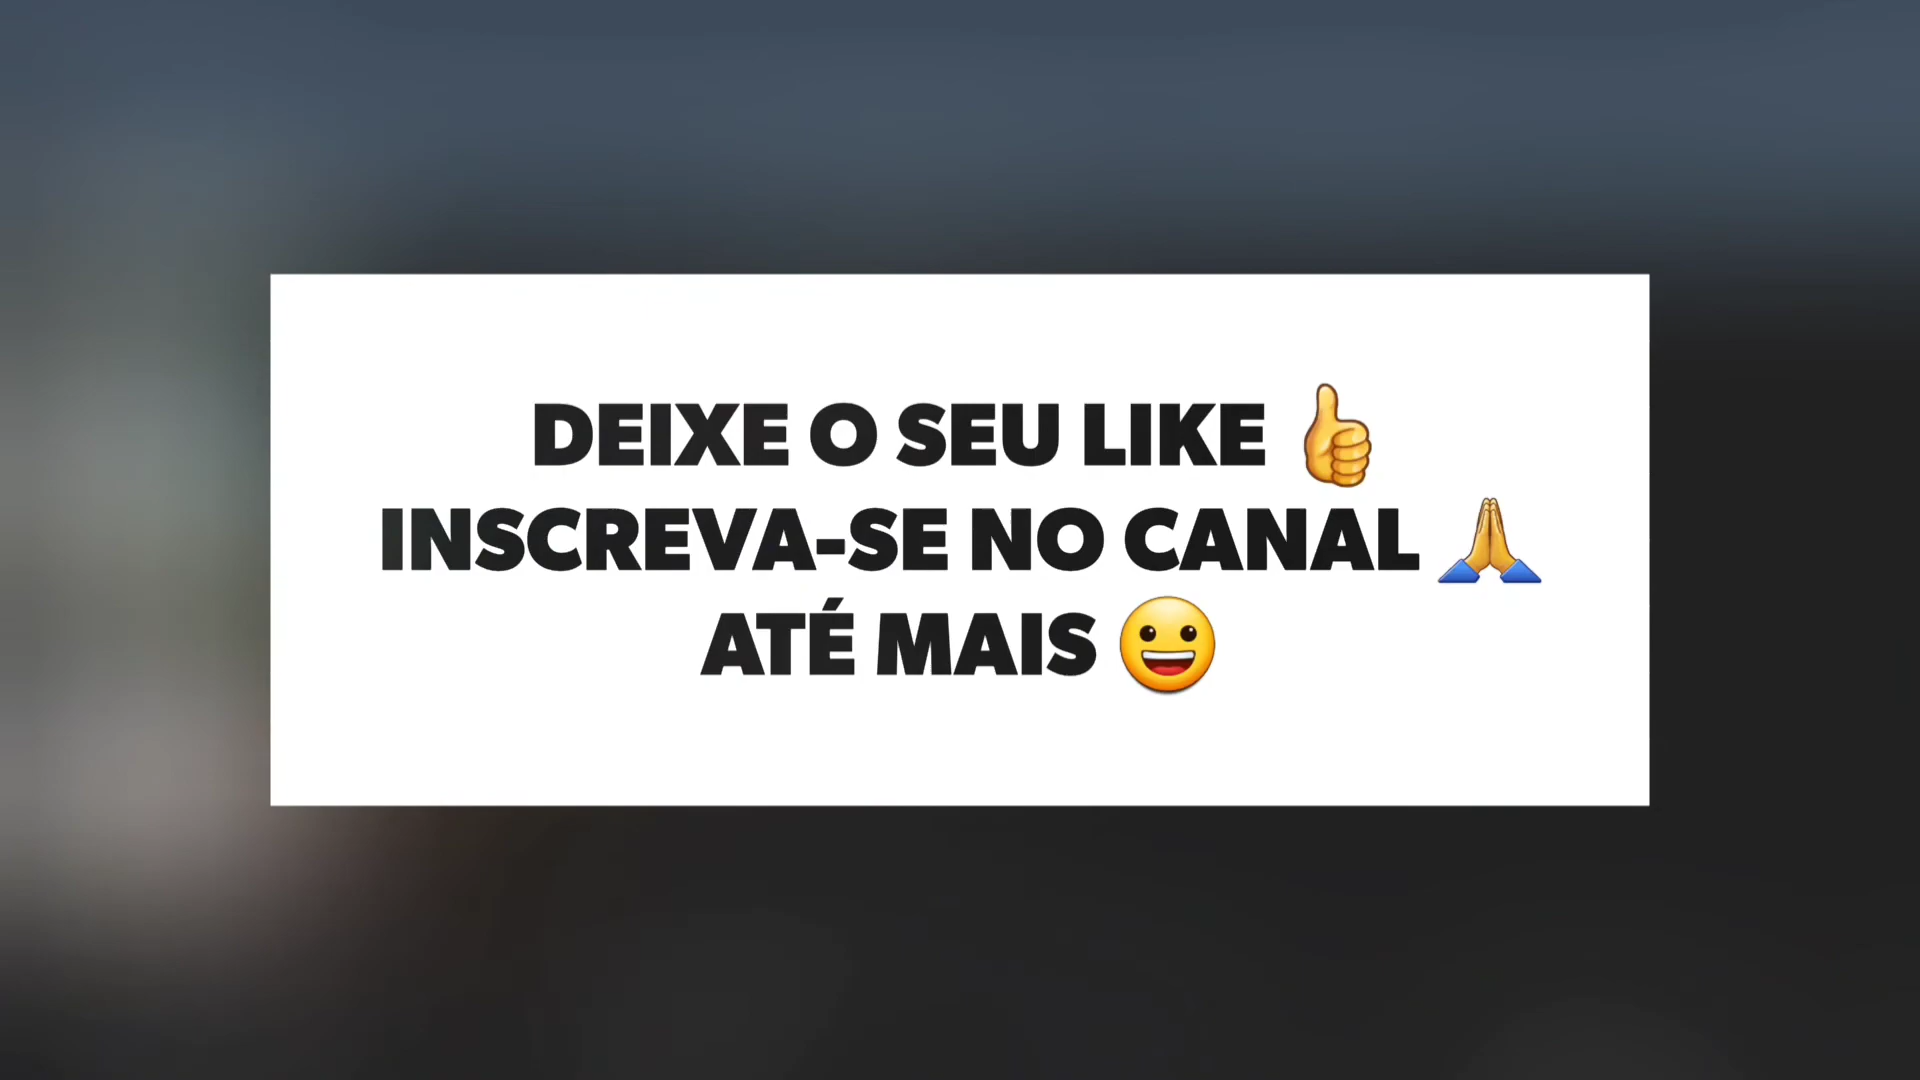 DEIXE O SEU LIKE 👍
INSCREVA-SE NO CANAL 🙏
ATÉ MAIS 😀